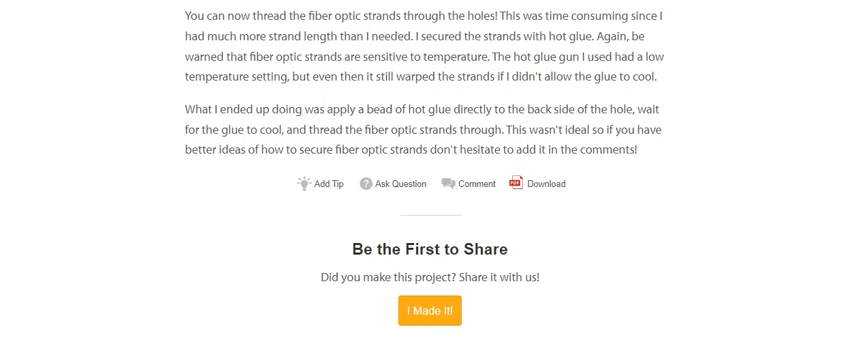 You can now thread the fiber optic strands through the holes! This was time consuming since I
had much more strand length than I needed. I secured the strands with hot glue. Again, be
warned that fiber optic strands are sensitive to temperature. The hot glue gun I used had a low
temperature setting, but even then it still warped the strands if I didn't allow the glue to cool.
What I ended up doing was apply a bead of hot glue directly to the back side of the hole, wait
for the glue to cool, and thread the fiber optic strands through. This wasn't ideal so if you have
better ideas of how to secure fiber optic strands don't hesitate to add it in the comments!
Add Tip Ask Question Comment PDF Download
Be the First to Share
Did you make this project? Share it with us!
I Made It!